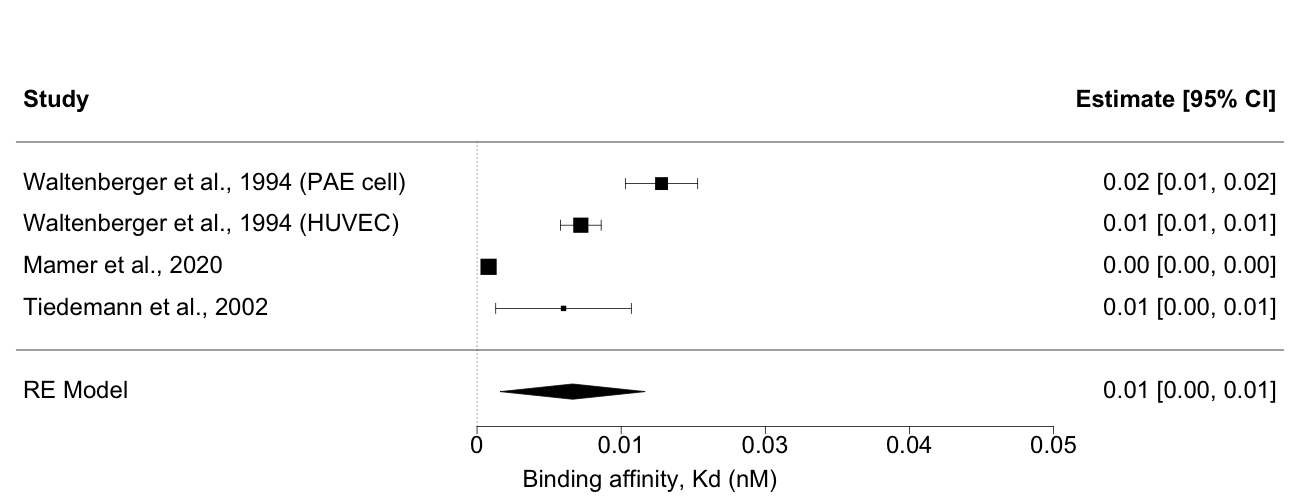 Study Estimate [95% CI]
Waltenberger et al., 1994 (PAE cell) 0.02 [0.01, 0.02]
Waltenberger et al., 1994 (HUVEC) 0.01 [0.01, 0.01]
Mamer et al., 2020 0.00 [0.00, 0.00]
Tiedemann et al., 2002 0.01 [0.00, 0.01]
RE Model 0.01 [0.00, 0.01]
0 0.01 0.03 0.04 0.05
Binding affinity, Kd (nM)